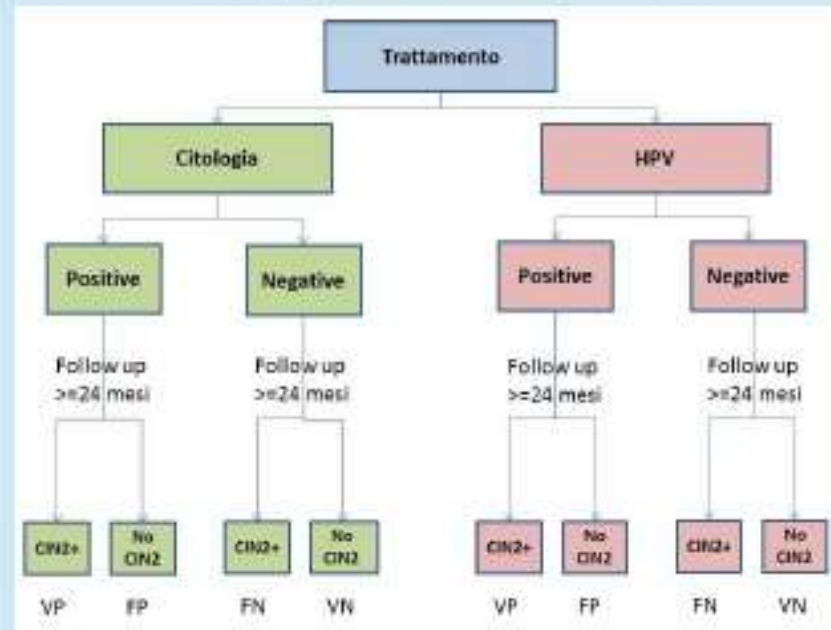 Trattamento
Citologia
HPV
Positive
Negative
Positive
Negative
Follow up
>=24 mesi
Follow up
>=24 mesi
Follow up
>=24 mesi
Follow up
>=24 mesi
CIN2+
No
CIN2
CIN2+
No
CIN2
CIN2+
No
CIN2
CIN2+
No
CIN2
VP
FP
FN
VN
VP
FP
FN
VN